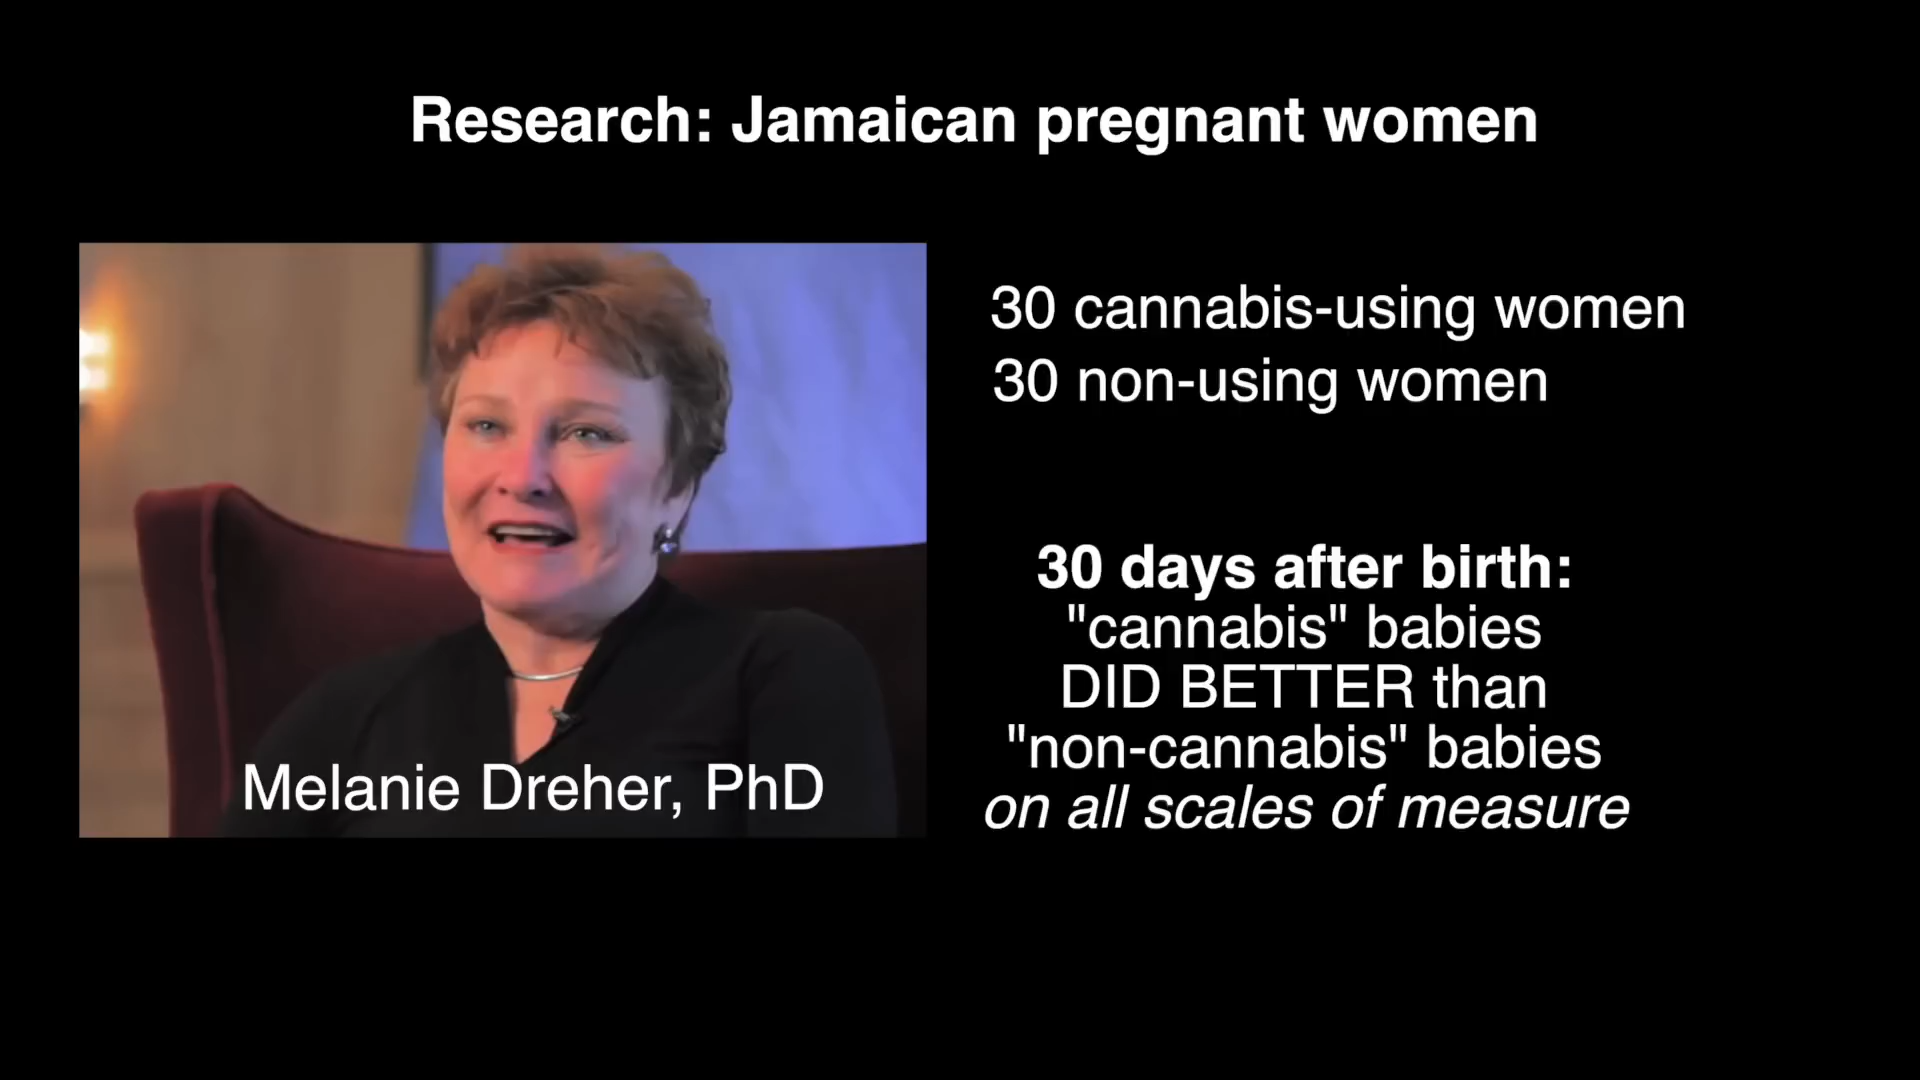 Research: Jamaican pregnant women
30 cannabis-using women
30 non-using women
Melanie Dreher, PhD
30 days after birth:
"cannabis" babies
DID BETTER than
"non-cannabis" babies
on all scales of measure